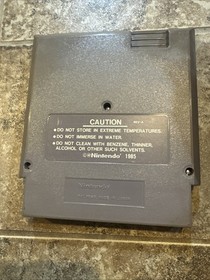 CAUTION
● DO NOT STORE IN EXTREME TEMPERATURES.
● DO NOT IMMERSE IN WATER.
● DO NOT CLEAN WITH BENZENE, THINNER,
ALCOHOL OR OTHER SUCH SOLVENTS.
©®Nintendo® 1985